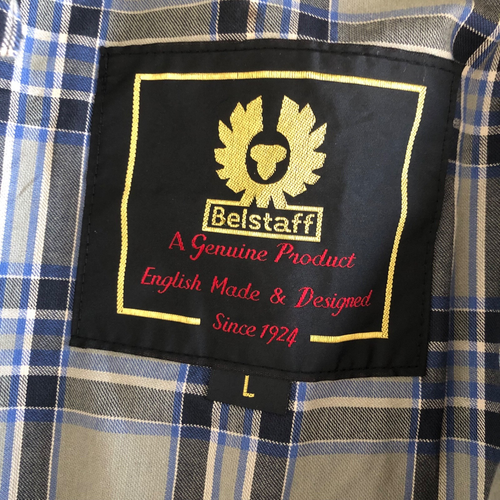 Belstaff
A Genuine Product
English Made & Designed
Since 1924
L